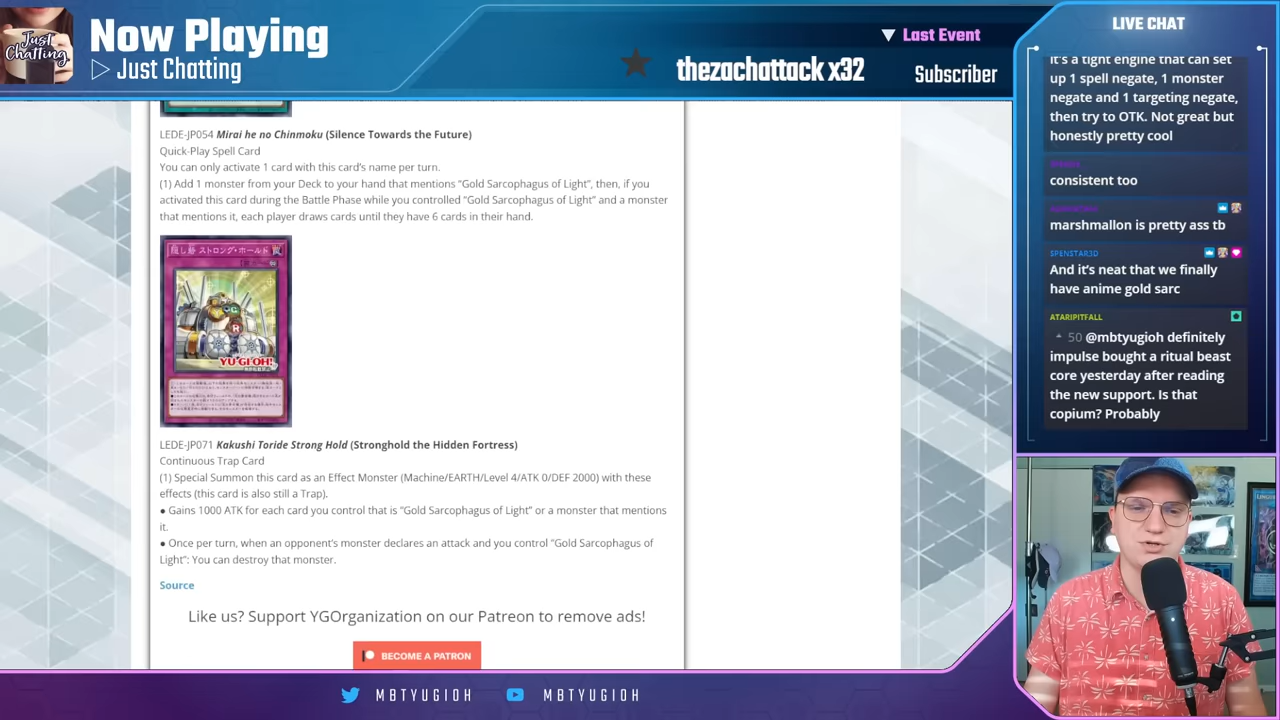 Just
Chatting
Now Playing
Just Chatting
Last Event
thezachattack x32
Subscriber
LIVE CHAT
LEDE-JP054 Mirai he no Chinmoku (Silence Towards the Future)
Quick-Play Spell Card
You can only activate 1 card with this card's name per turn.
(1) Add 1 monster from your Deck to your hand that mentions “Gold Sarcophagus of Light”, then, if you
activated this card during the Battle Phase while you controlled “Gold Sarcophagus of Light” and a monster
that mentions it, each player draws cards until they have 6 cards in their hand.
ストロング・ホールド
YU-GI-OH!
LEDE-JP071 Kakushi Toride Strong Hold (Stronghold the Hidden Fortress)
Continuous Trap Card
(1) Special Summon this card as an Effect Monster (Machine/EARTH/Level 4/ATK 0/DEF 2000) with these
effects (this card is also still a Trap).
● Gains 1000 ATK for each card you control that is “Gold Sarcophagus of Light” or a monster that mentions
it.
● Once per turn, when an opponent's monster declares an attack and you control “Gold Sarcophagus of
Light”: You can destroy that monster.
Source
Like us? Support YGOrganization on our Patreon to remove ads!
BECOME A PATRON
it's a tight engine that can set
up 1 spell negate, 1 monster
negate and 1 targeting negate,
then try to OTK. Not great but
honestly pretty cool
consistent too
marshmallon is pretty ass tb
SPENSTAR3D
And it's neat that we finally
have anime gold sarc
ATARIPITFALL
50 @mbtyugioh definitely
impulse bought a ritual beast
core yesterday after reading
the new support. Is that
copium? Probably
MBTYUGIOH
MBTYUGIOH